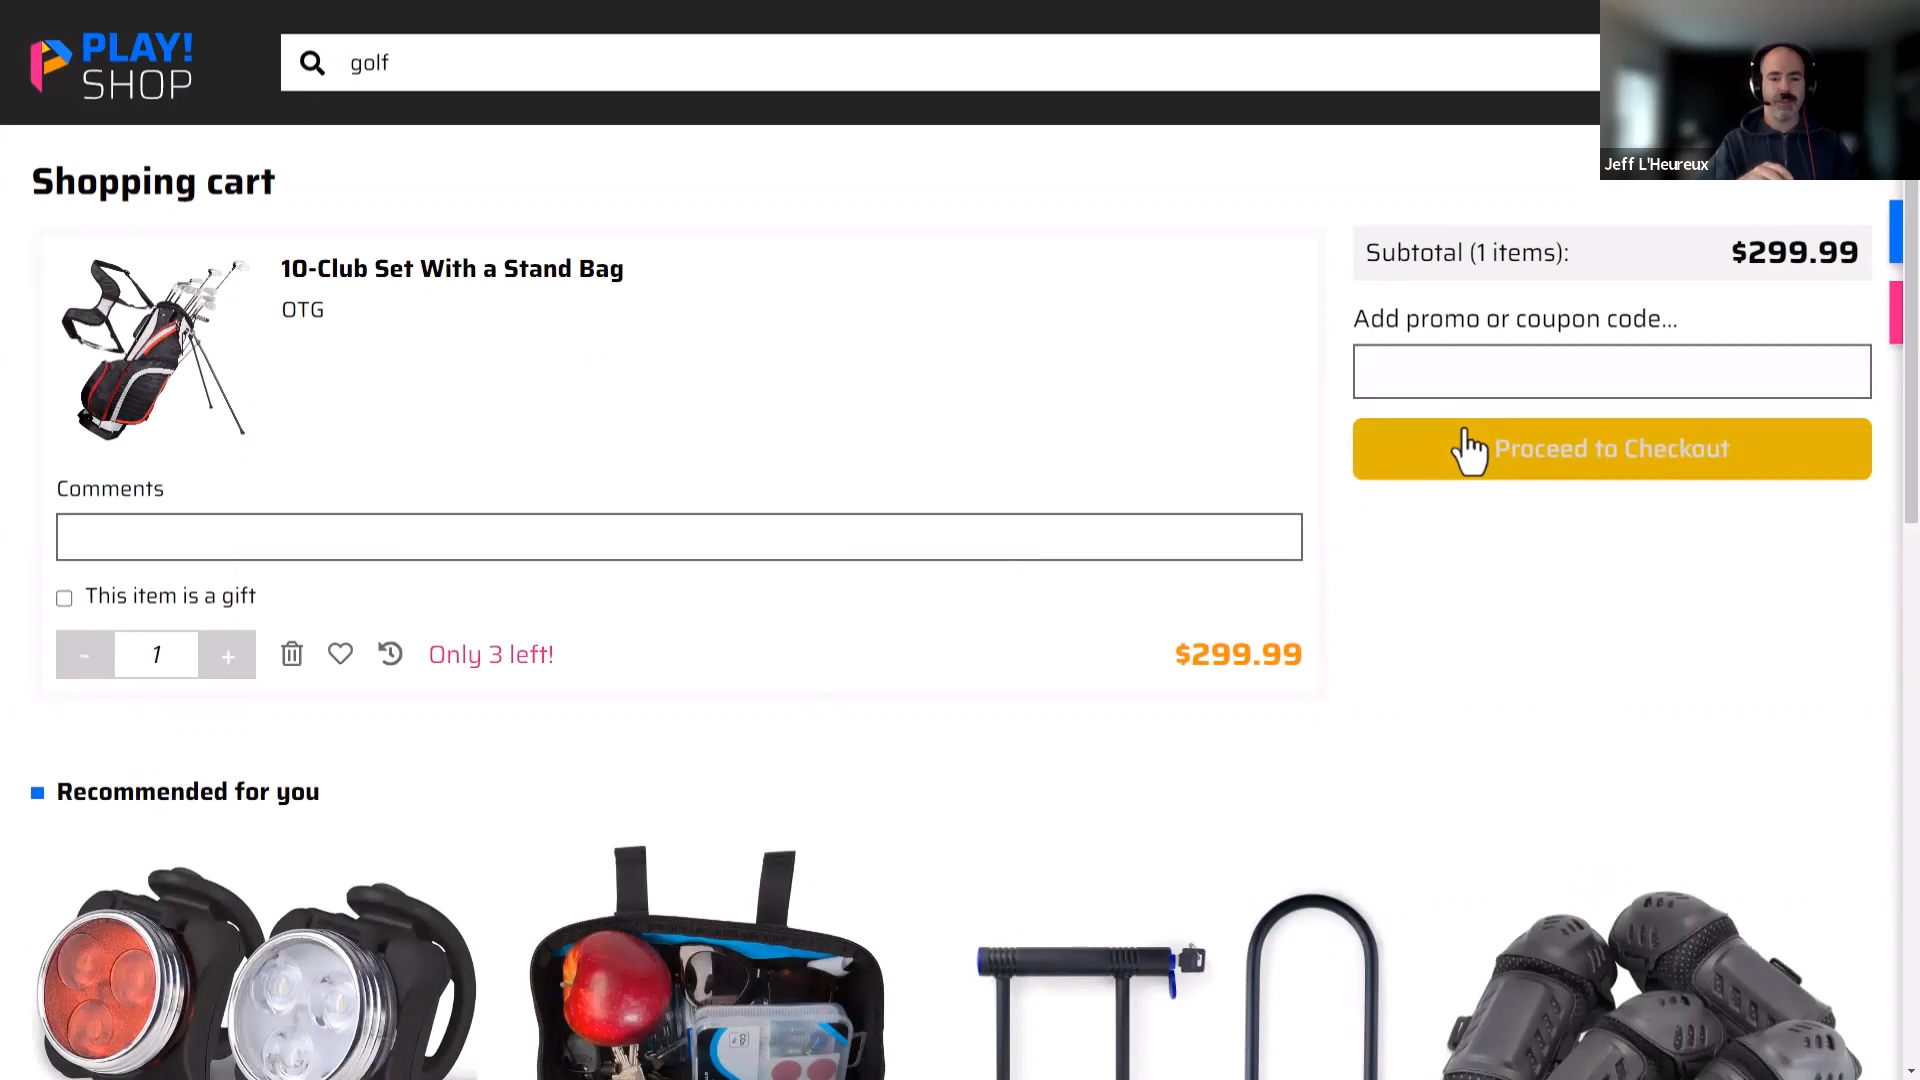 PLAY!
SHOP
golf
Jeff L'Heureux
Shopping cart
10-Club Set With a Stand Bag
OTG
Subtotal (1 items):
$299.99
Add promo or coupon code...
Proceed to Checkout
Comments
This item is a gift
-
1
+
Only 3 left!
$299.99
Recommended for you